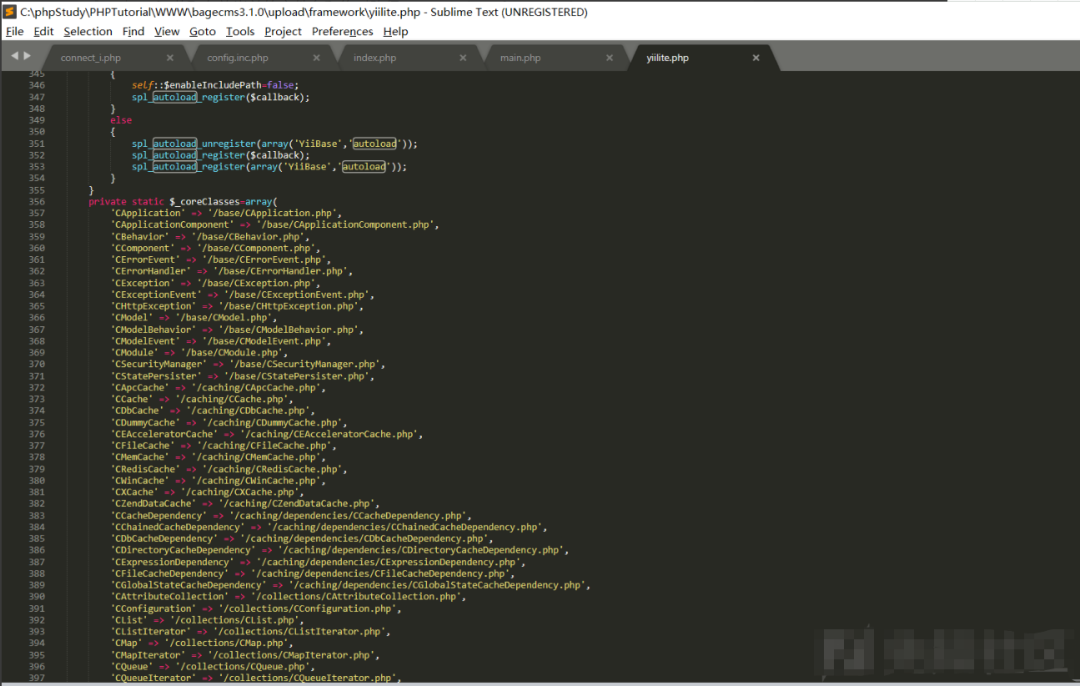 C:\phpStudy\PHPTutorial\WWW\bagecms3.1.0\upload\framework\yiilite.php - Sublime Text (UNREGISTERED)
File Edit Selection Find View Goto Tools Project Preferences Help
connect_i.php × config.inc.php × index.php × main.php × yiilite.php ×
345 {
346 self::$enableIncludePath=false;
347 spl_autoload_register($callback);
348 }
349 else
350 {
351 spl_autoload_unregister(array('YiiBase','autoload'));
352 spl_autoload_register($callback);
353 spl_autoload_register(array('YiiBase','autoload'));
354 }
355 }
356 private static $_coreClasses=array(
357 'CApplication' => '/base/CApplication.php',
358 'CApplicationComponent' => '/base/CApplicationComponent.php',
359 'CBehavior' => '/base/CBehavior.php',
360 'CComponent' => '/base/CComponent.php',
361 'CErrorEvent' => '/base/CErrorEvent.php',
362 'CErrorHandler' => '/base/CErrorHandler.php',
363 'CException' => '/base/CException.php',
364 'CExceptionEvent' => '/base/CExceptionEvent.php',
365 'CHttpException' => '/base/CHttpException.php',
366 'CModel' => '/base/CModel.php',
367 'CModelBehavior' => '/base/CModelBehavior.php',
368 'CModelEvent' => '/base/CModelEvent.php',
369 'CModule' => '/base/CModule.php',
370 'CSecurityManager' => '/base/CSecurityManager.php',
371 'CStatePersister' => '/base/CStatePersister.php',
372 'CApcCache' => '/caching/CApcCache.php',
373 'CCache' => '/caching/CCache.php',
374 'CDbCache' => '/caching/CDbCache.php',
375 'CDummyCache' => '/caching/CDummyCache.php',
376 'CEAcceleratorCache' => '/caching/CEAcceleratorCache.php',
377 'CFileCache' => '/caching/CFileCache.php',
378 'CMemCache' => '/caching/CMemCache.php',
379 'CRedisCache' => '/caching/CRedisCache.php',
380 'CWinCache' => '/caching/CWinCache.php',
381 'CXCache' => '/caching/CXCache.php',
382 'CZendDataCache' => '/caching/CZendDataCache.php',
383 'CCacheDependency' => '/caching/dependencies/CCacheDependency.php',
384 'CChainedCacheDependency' => '/caching/dependencies/CChainedCacheDependency.php',
385 'CDbCacheDependency' => '/caching/dependencies/CDbCacheDependency.php',
386 'CDirectoryCacheDependency' => '/caching/dependencies/CDirectoryCacheDependency.php',
387 'CExpressionDependency' => '/caching/dependencies/CExpressionDependency.php',
388 'CFileCacheDependency' => '/caching/dependencies/CFileCacheDependency.php',
389 'CGlobalStateCacheDependency' => '/caching/dependencies/CGlobalStateCacheDependency.php',
390 'CAttributeCollection' => '/collections/CAttributeCollection.php',
391 'CConfiguration' => '/collections/CConfiguration.php',
392 'CList' => '/collections/CList.php',
393 'CListIterator' => '/collections/CListIterator.php',
394 'CMap' => '/collections/CMap.php',
395 'CMapIterator' => '/collections/CMapIterator.php',
396 'CQueue' => '/collections/CQueue.php',
397 'CQueueIterator' => '/collections/CQueueIterator.php',